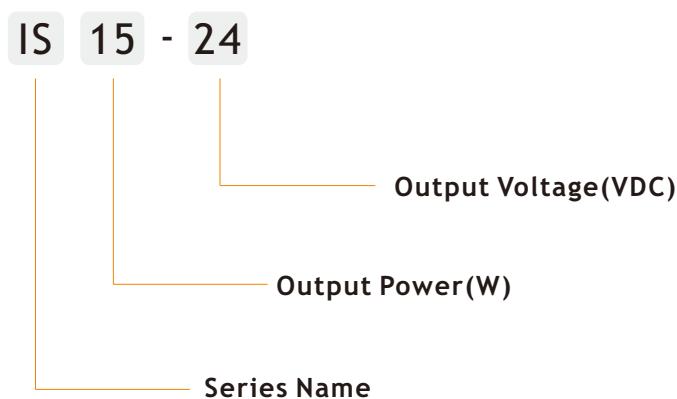 IS 15 - 24
Output Voltage(VDC)
Output Power(W)
Series Name